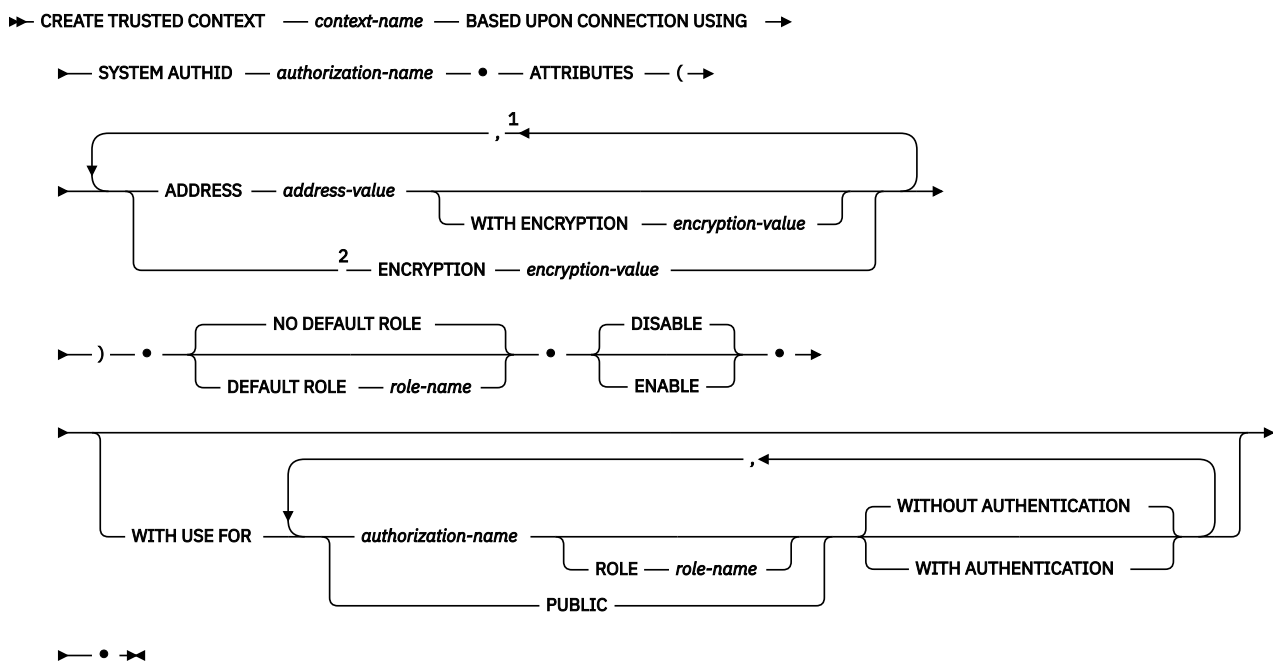 CREATE TRUSTED CONTEXT context-name BASED UPON CONNECTION USING
SYSTEM AUTHID authorization-name • ATTRIBUTES (
, 1
ADDRESS address-value
WITH ENCRYPTION encryption-value
2 ENCRYPTION encryption-value
NO DEFAULT ROLE DISABLE
) • • •
DEFAULT ROLE role-name ENABLE
,
WITHOUT AUTHENTICATION
WITH USE FOR authorization-name
ROLE role-name WITH AUTHENTICATION
PUBLIC
•